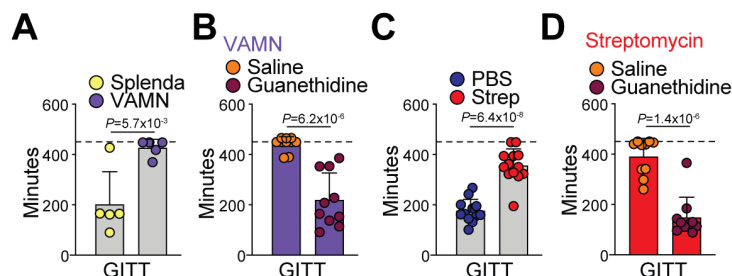 A
Splenda
VAMN
P=5.7x10-3
Minutes
600
400
200
0
GITT
B
VAMN
Saline
Guanethidine
P=6.2x10-6
Minutes
600
400
200
0
GITT
C
PBS
Strep
P=6.4x10-8
Minutes
600
400
200
0
GITT
D
Streptomycin
Saline
Guanethidine
P=1.4x10-6
Minutes
600
400
200
0
GITT